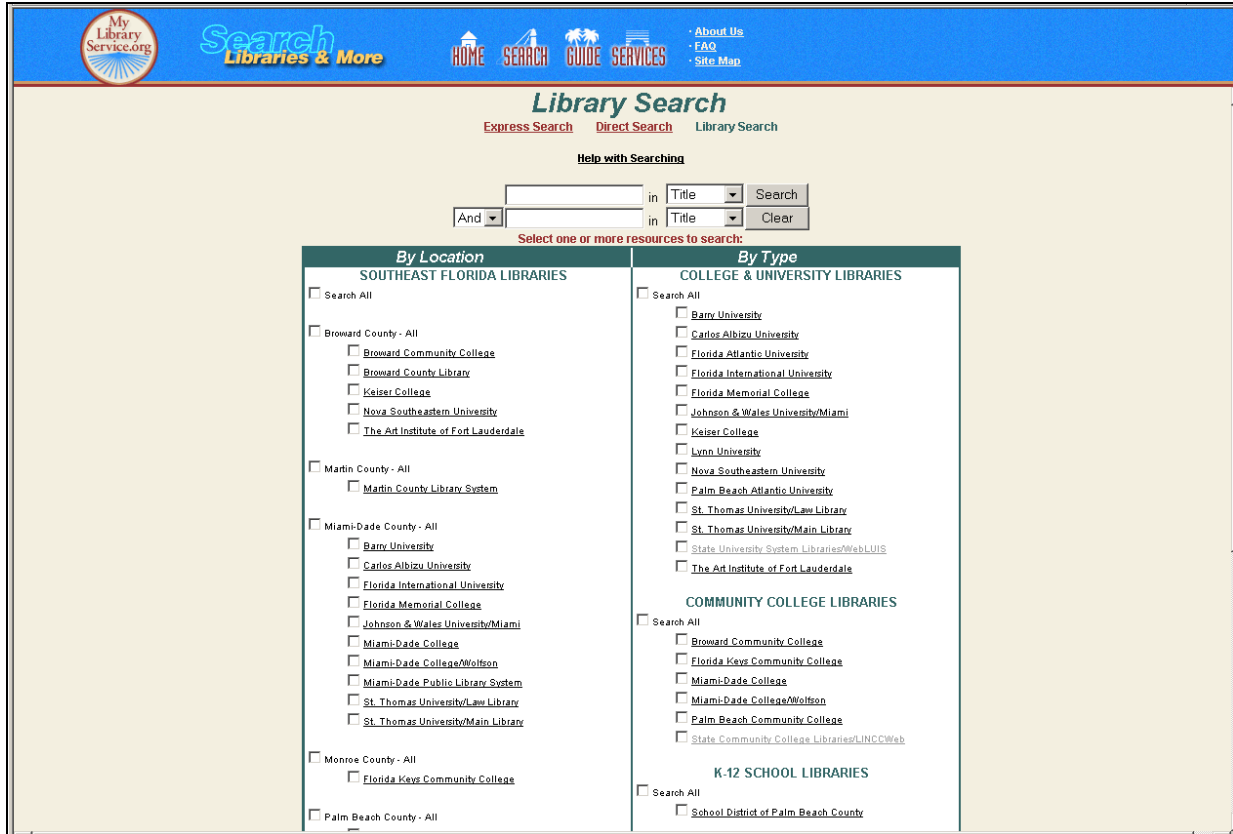 My
Library
Service.org
Search
Libraries & More
HOME SEARCH GUIDE SERVICES
· About Us
· FAQ
· Site Map
Library Search
Express Search Direct Search Library Search
Help with Searching
in Title Search
And in Title Clear
Select one or more resources to search:
By Location
SOUTHEAST FLORIDA LIBRARIES
Search All
Broward County - All
Broward Community College
Broward County Library
Keiser College
Nova Southeastern University
The Art Institute of Fort Lauderdale
Martin County - All
Martin County Library System
Miami-Dade County - All
Barry University
Carlos Albizu University
Florida International University
Florida Memorial College
Johnson & Wales University/Miami
Miami-Dade College
Miami-Dade College/Wolfson
Miami-Dade Public Library System
St. Thomas University/Law Library
St. Thomas University/Main Library
Monroe County - All
Florida Keys Community College
Palm Beach County - All
By Type
COLLEGE & UNIVERSITY LIBRARIES
Search All
Barry University
Carlos Albizu University
Florida Atlantic University
Florida International University
Florida Memorial College
Johnson & Wales University/Miami
Keiser College
Lynn University
Nova Southeastern University
Palm Beach Atlantic University
St. Thomas University/Law Library
St. Thomas University/Main Library
State University System Libraries/WebLUIS
The Art Institute of Fort Lauderdale
COMMUNITY COLLEGE LIBRARIES
Search All
Broward Community College
Florida Keys Community College
Miami-Dade College
Miami-Dade College/Wolfson
Palm Beach Community College
State Community College Libraries/LINCCWeb
K-12 SCHOOL LIBRARIES
Search All
School District of Palm Beach County